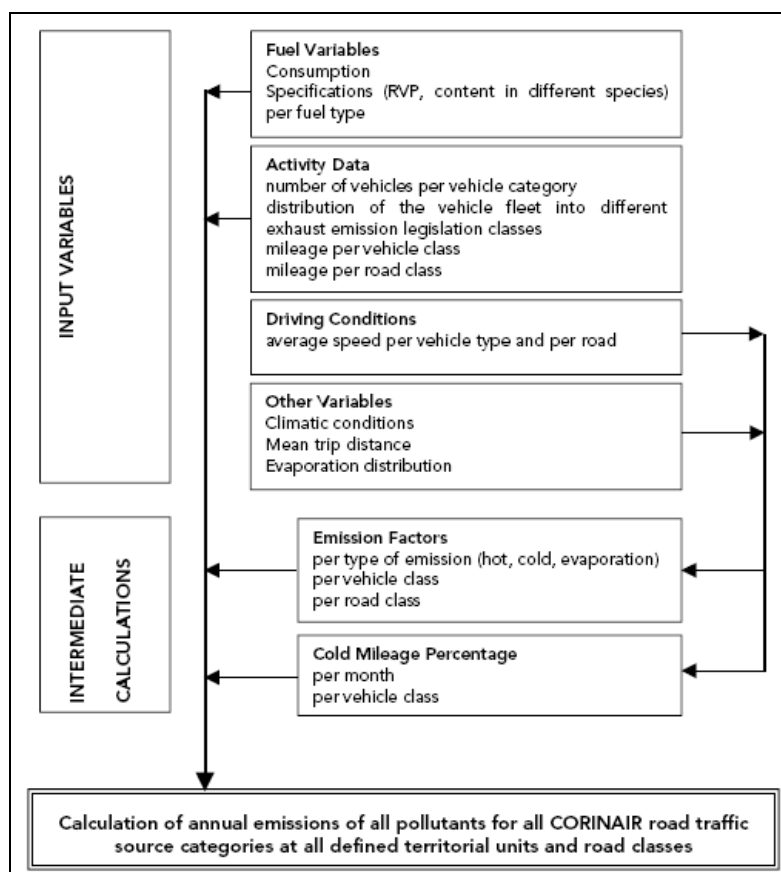 INPUT VARIABLES
Fuel Variables
Consumption
Specifications (RVP, content in different species)
per fuel type
Activity Data
number of vehicles per vehicle category
distribution of the vehicle fleet into different
exhaust emission legislation classes
mileage per vehicle class
mileage per road class
Driving Conditions
average speed per vehicle type and per road
Other Variables
Climatic conditions
Mean trip distance
Evaporation distribution
INTERMEDIATE
CALCULATIONS
Emission Factors
per type of emission (hot, cold, evaporation)
per vehicle class
per road class
Cold Mileage Percentage
per month
per vehicle class
Calculation of annual emissions of all pollutants for all CORINAIR road traffic
source categories at all defined territorial units and road classes